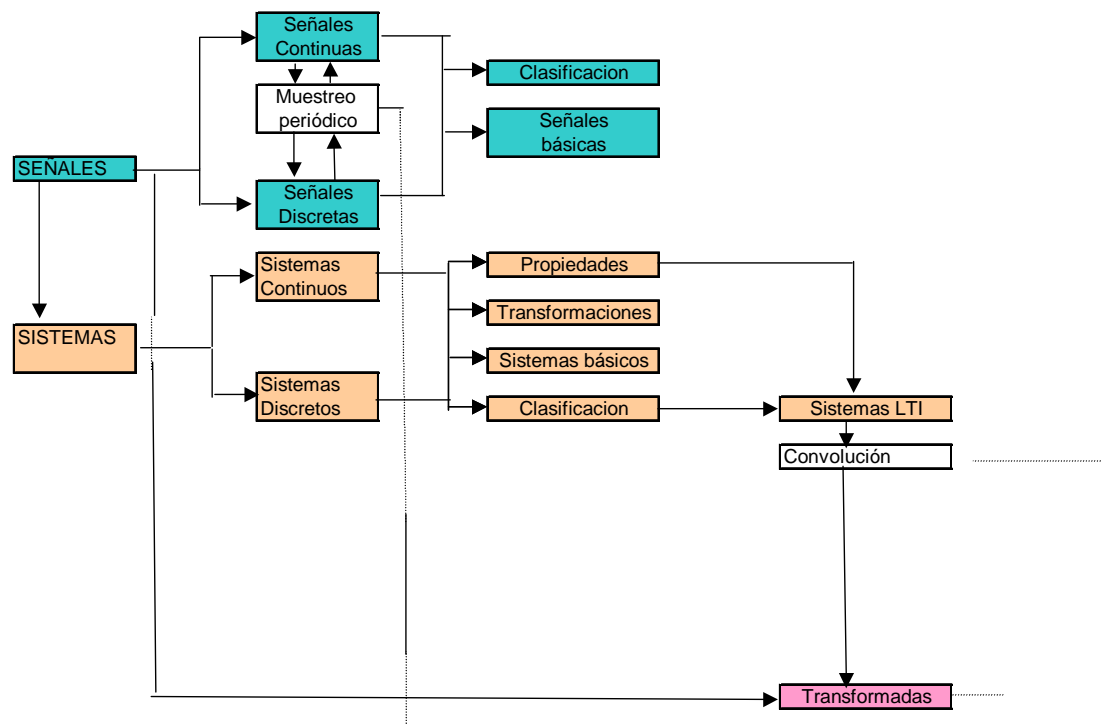 Señales
Continuas
Clasificacion
Muestreo
periódico
Señales
básicas
SEÑALES
Señales
Discretas
Sistemas
Continuos
Propiedades
Transformaciones
SISTEMAS
Sistemas básicos
Sistemas
Discretos
Clasificacion
Sistemas LTI
Convolución
Transformadas